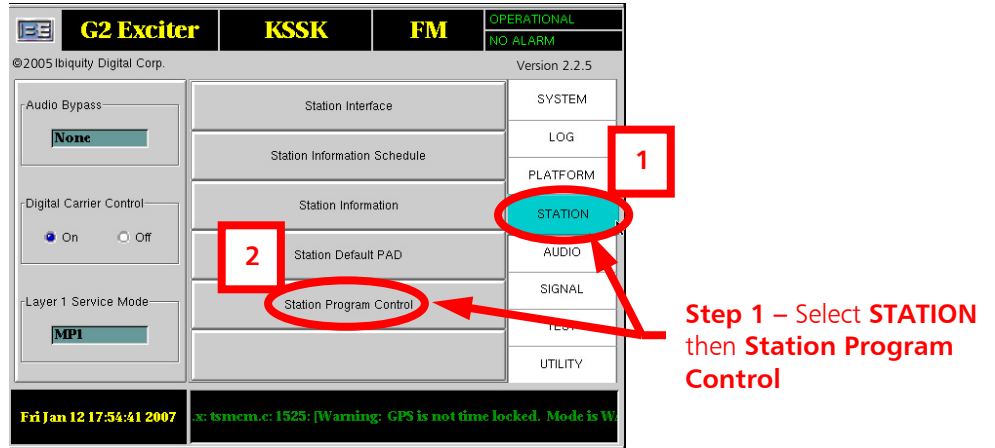 G2 Exciter
KSSK
FM
OPERATIONAL
NO ALARM
©2005 Ibiquity Digital Corp.
Version 2.2.5
Audio Bypass
None
Digital Carrier Control
On Off
Layer 1 Service Mode
MP1
Station Interface
Station Information Schedule
Station Information
2
Station Default PAD
Station Program Control
SYSTEM
LOG
1
PLATFORM
STATION
AUDIO
SIGNAL
TEST
UTILITY
Step 1 – Select STATION
then Station Program
Control
Fri Jan 12 17:54:41 2007
.x: tsmcm.c: 1525: [Warning: GPS is not time locked. Mode is